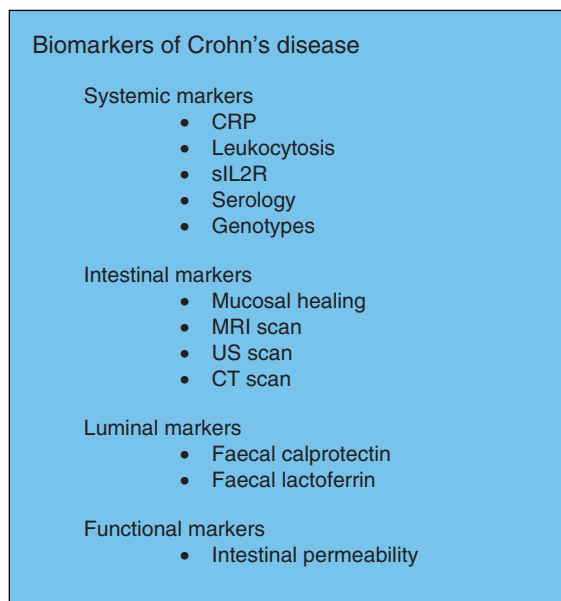 Biomarkers of Crohn’s disease
Systemic markers
• CRP
• Leukocytosis
• sIL2R
• Serology
• Genotypes
Intestinal markers
• Mucosal healing
• MRI scan
• US scan
• CT scan
Luminal markers
• Faecal calprotectin
• Faecal lactoferrin
Functional markers
• Intestinal permeability